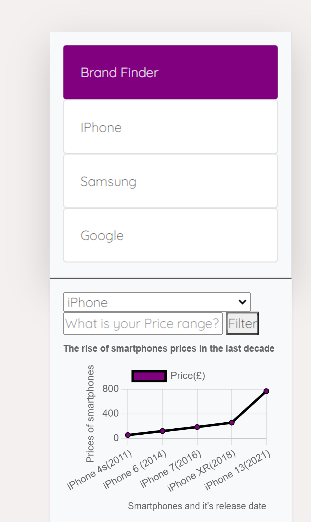 Brand Finder
iPhone
Samsung
Google
iPhone
What is your Price range?
Filter
The rise of smartphones prices in the last decade
Price(£)
Prices of smartphones
800
400
0
iPhone 4s(2011)
iPhone 6 (2014)
iPhone 7(2016)
iPhone XR(2018)
iPhone 13(2021)
Smartphones and it's release date